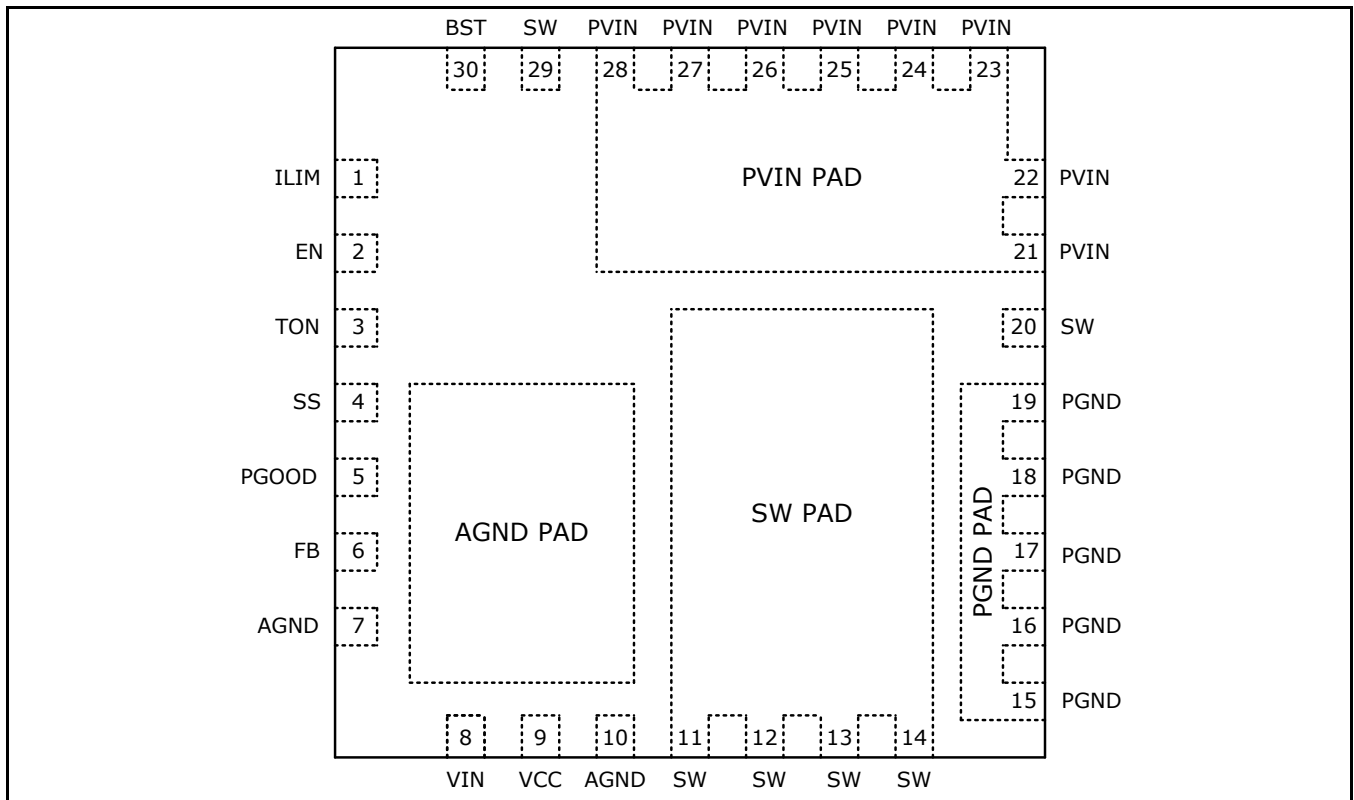 BST SW PVIN PVIN PVIN PVIN PVIN PVIN
30 29 28 27 26 25 24 23
ILIM 1 PVIN PAD 22 PVIN
EN 2 21 PVIN
TON 3 20 SW
SS 4 19 PGND
PGOOD 5 18 PGND
AGND PAD SW PAD PGND PAD
FB 6 17 PGND
AGND 7 16 PGND
15 PGND
8 9 10 11 12 13 14
VIN VCC AGND SW SW SW SW